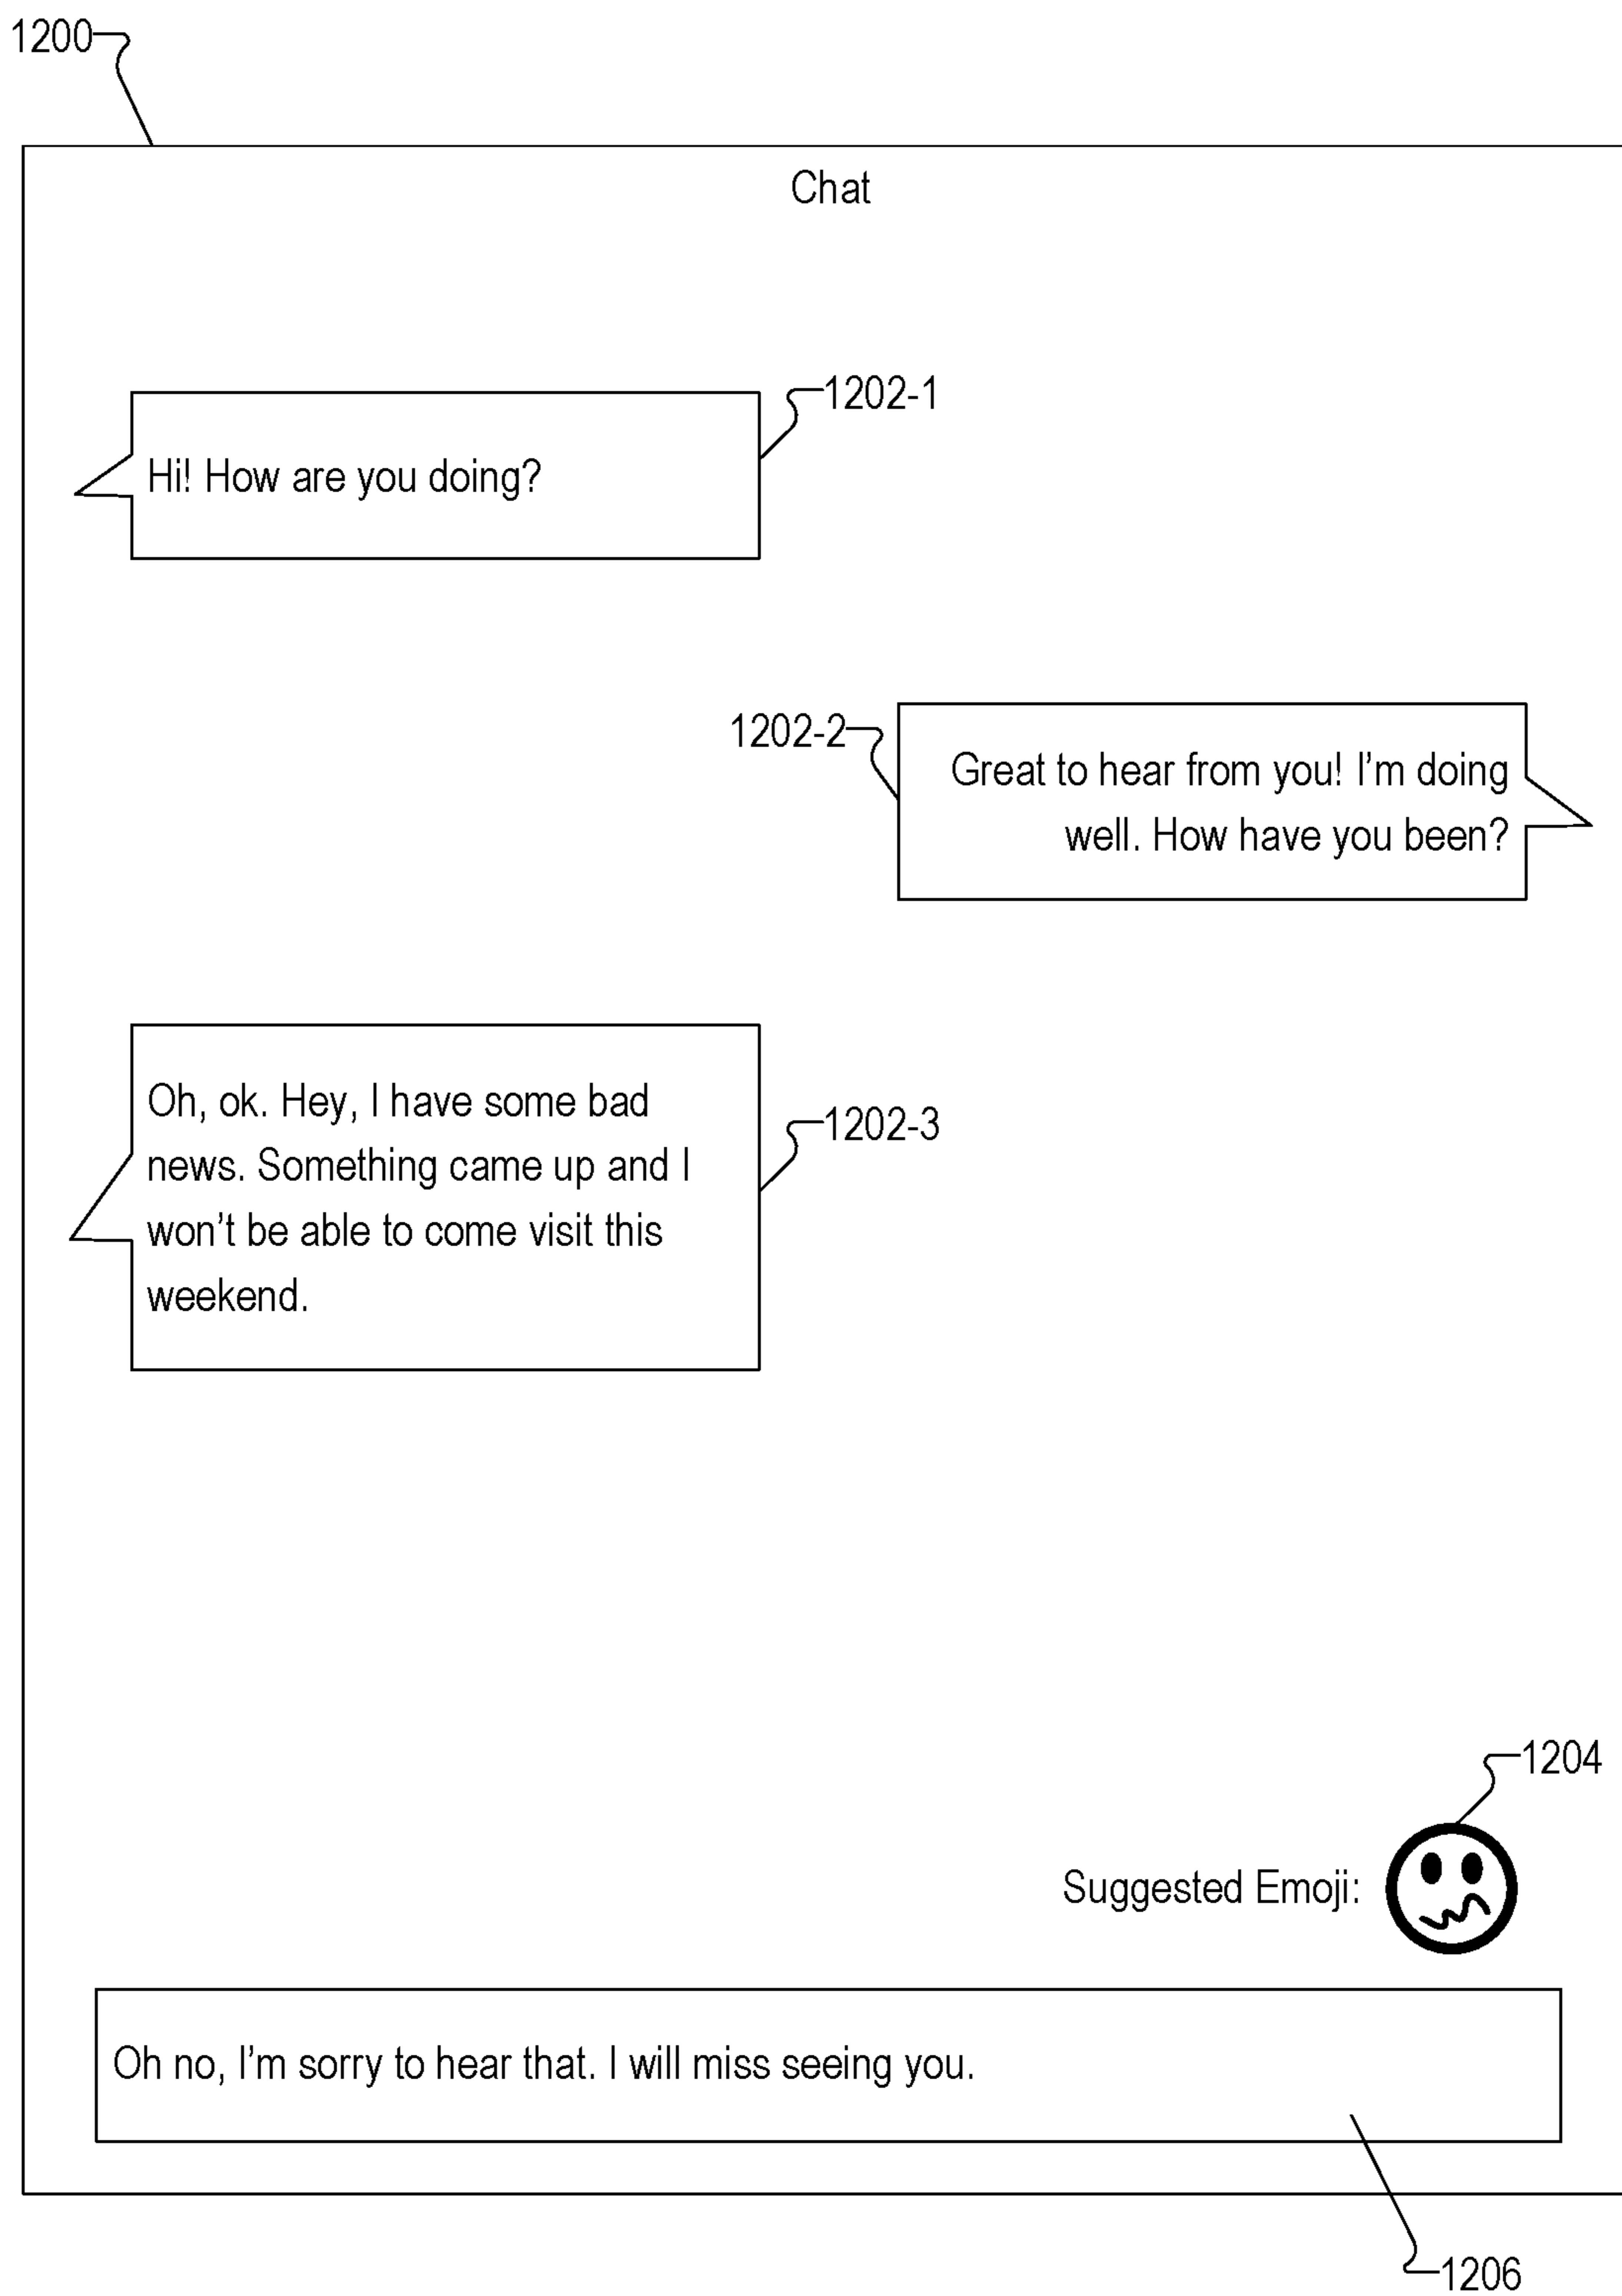 1200
Chat
1202-1
Hi! How are you doing?
1202-2
Great to hear from you! I'm doing
well. How have you been?
Oh, ok. Hey, I have some bad
1202-3
news. Something came up and I
won't be able to come visit this
weekend.
1204
Suggested Emoji:
Oh no, I'm sorry to hear that. I will miss seeing you.
1206